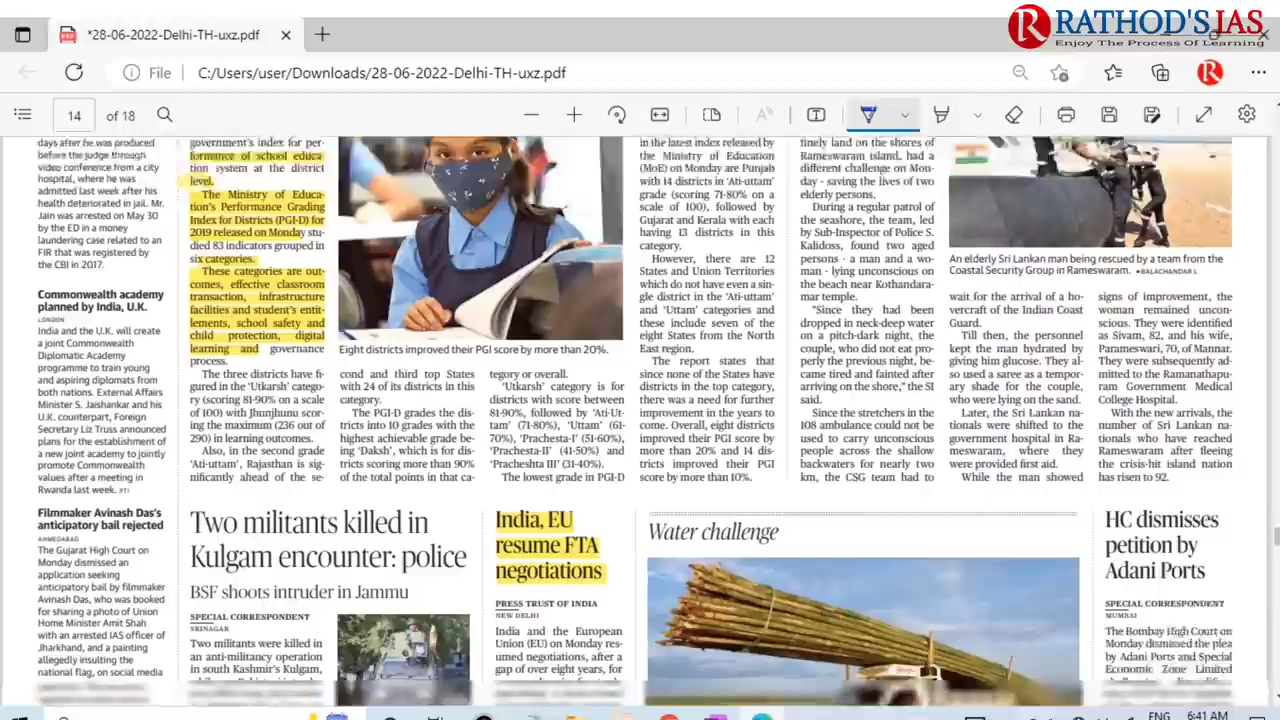 RATHOD'S IAS
Enjoy The Process Of Learning
*28-06-2022-Delhi-TH-uxz.pdf
File
C:/Users/user/Downloads/28-06-2022-Delhi-TH-uxz.pdf
14 of 18
days after he was produced
before the judge through
video conference from a city
hospital, where he was
admitted last week after his
health deteriorated in jail. Mr.
Jain was arrested on May 30
by the ED in a money
laundering case related to an
FIR that was registered by
the CBI in 2017.
Commonwealth academy
planned by India, U.K.
LONDON
India and the U.K. will create
a joint Commonwealth
Diplomatic Academy
programme to train young
and aspiring diplomats from
both nations. External Affairs
Minister S. Jaishankar and his
U.K. counterpart, Foreign
Secretary Liz Truss announced
plans for the establishment of
a new joint academy to jointly
promote Commonwealth
values after a meeting in
Rwanda last week. PTI
Filmmaker Avinash Das's
anticipatory bail rejected
AHMEDABAD
The Gujarat High Court on
Monday dismissed an
application seeking
anticipatory bail by filmmaker
Avinash Das, who was booked
for sharing a photo of Union
Home Minister Amit Shah
with an arrested IAS officer of
Jharkhand, and a painting
allegedly insulting the
national flag, on social media
government's index for per-
formance of school educa-
tion system at the district
level.
The Ministry of Educa-
tion's Performance Grading
Index for Districts (PGI-D) for
2019 released on Monday stu-
died 83 indicators grouped in
six categories.
These categories are out-
comes, effective classroom
transaction, infrastructure
facilities and student's entit-
lements, school safety and
child protection, digital
learning and governance
process.
The three districts have fi-
gured in the 'Utkarsh' catego-
ry (scoring 81-90% on a scale
of 100) with Jhunjhunu scor-
ing the maximum (236 out of
290) in learning outcomes.
Also, in the second grade
'Ati-uttam', Rajasthan is sig-
nificantly ahead of the se-
Eight districts improved their PGI score by more than 20%.
cond and third top States
with 24 of its districts in this
category.
The PGI-D grades the dis-
tricts into 10 grades with the
highest achievable grade be-
ing 'Daksh', which is for dis-
tricts scoring more than 90%
of the total points in that ca-
tegory or overall.
'Utkarsh' category is for
districts with score between
81-90%, followed by 'Ati-Ut-
tam' (71-80%), 'Uttam' (61-
70%), 'Prachesta-I' (51-60%),
'Prachesta-II' (41-50%) and
'Pracheshta III' (31-40%).
The lowest grade in PGI-D
in the latest index released by
the Ministry of Education
(MoE) on Monday are Punjab
with 14 districts in 'Ati-uttam'
grade (scoring 71-80% on a
scale of 100), followed by
Gujarat and Kerala with each
having 13 districts in this
category.
However, there are 12
States and Union Territories
which do not have even a sin-
gle district in the 'Ati-uttam'
and 'Uttam' categories and
these include seven of the
eight States from the North
East region.
The report states that
since none of the States have
districts in the top category,
there was a need for further
improvement in the years to
come. Overall, eight districts
improved their PGI score by
more than 20% and 14 dis-
tricts improved their PGI
score by more than 10%.
finely land on the shores of
Rameswaram island, had a
different challenge on Mon-
day - saving the lives of two
elderly persons.
During a regular patrol of
the seashore, the team, led
by Sub-Inspector of Police S.
Kalidoss, found two aged
persons - a man and a wo-
man - lying unconscious on
the beach near Kothandara-
mar temple.
"Since they had been
dropped in neck-deep water
on a pitch-dark night, the
couple, who did not eat pro-
perly the previous night, be-
came tired and fainted after
arriving on the shore," the SI
said.
Since the stretchers in the
108 ambulance could not be
used to carry unconscious
people across the shallow
backwaters for nearly two
km, the CSG team had to
An elderly Sri Lankan man being rescued by a team from the
Coastal Security Group in Rameswaram. •BALACHANDAR L
wait for the arrival of a ho-
vercraft of the Indian Coast
Guard.
Till then, the personnel
kept the man hydrated by
giving him glucose. They al-
so used a saree as a tempor-
ary shade for the couple,
who were lying on the sand.
Later, the Sri Lankan na-
tionals were shifted to the
government hospital in Ra-
meswaram, where they
were provided first aid.
While the man showed
signs of improvement, the
woman remained uncon-
scious. They were identified
as Sivam, 82, and his wife,
Parameswari, 70, of Mannar.
They were subsequently ad-
mitted to the Ramanathapu-
ram Government Medical
College Hospital.
With the new arrivals, the
number of Sri Lankan na-
tionals who have reached
Rameswaram after fleeing
the crisis-hit island nation
has risen to 92.
Two militants killed in
Kulgam encounter: police
BSF shoots intruder in Jammu
SPECIAL CORRESPONDENT
SRINAGAR
Two militants were killed in
an anti-militancy operation
in south Kashmir's Kulgam,
India, EU
resume FTA
negotiations
PRESS TRUST OF INDIA
NEW DELHI
India and the European
Union (EU) on Monday res-
umed negotiations, after a
gap of over eight years, for
Water challenge
HC dismisses
petition by
Adani Ports
SPECIAL CORRESPONDENT
MUMBAI
The Bombay High Court on
Monday dismissed the plea
by Adani Ports and Special
Economic Zone Limited
ENG
6:41 AM